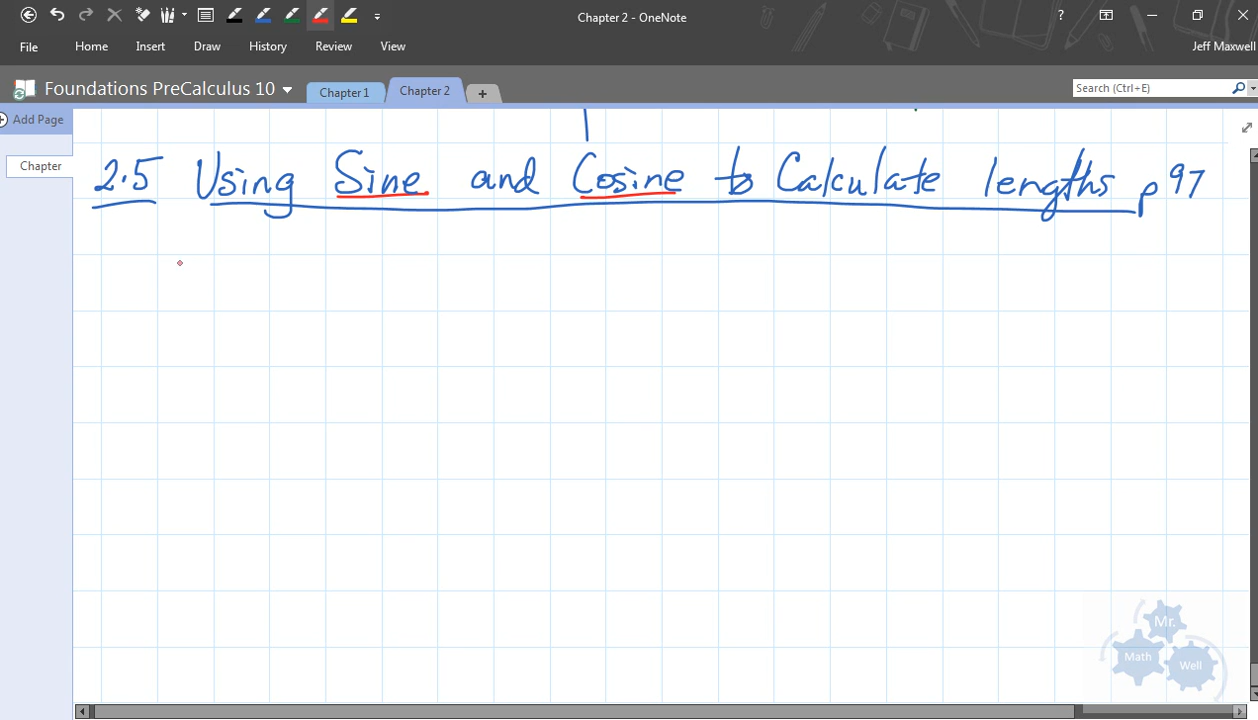 Chapter 2 - OneNote
?
File Home Insert Draw History Review View
Jeff Maxwell
Foundations PreCalculus 10 Chapter 1 Chapter 2 +
Search (Ctrl+E)
Add Page
Chapter
2.5 Using Sine and Cosine to Calculate lengths p97
Mr.
Math
Well